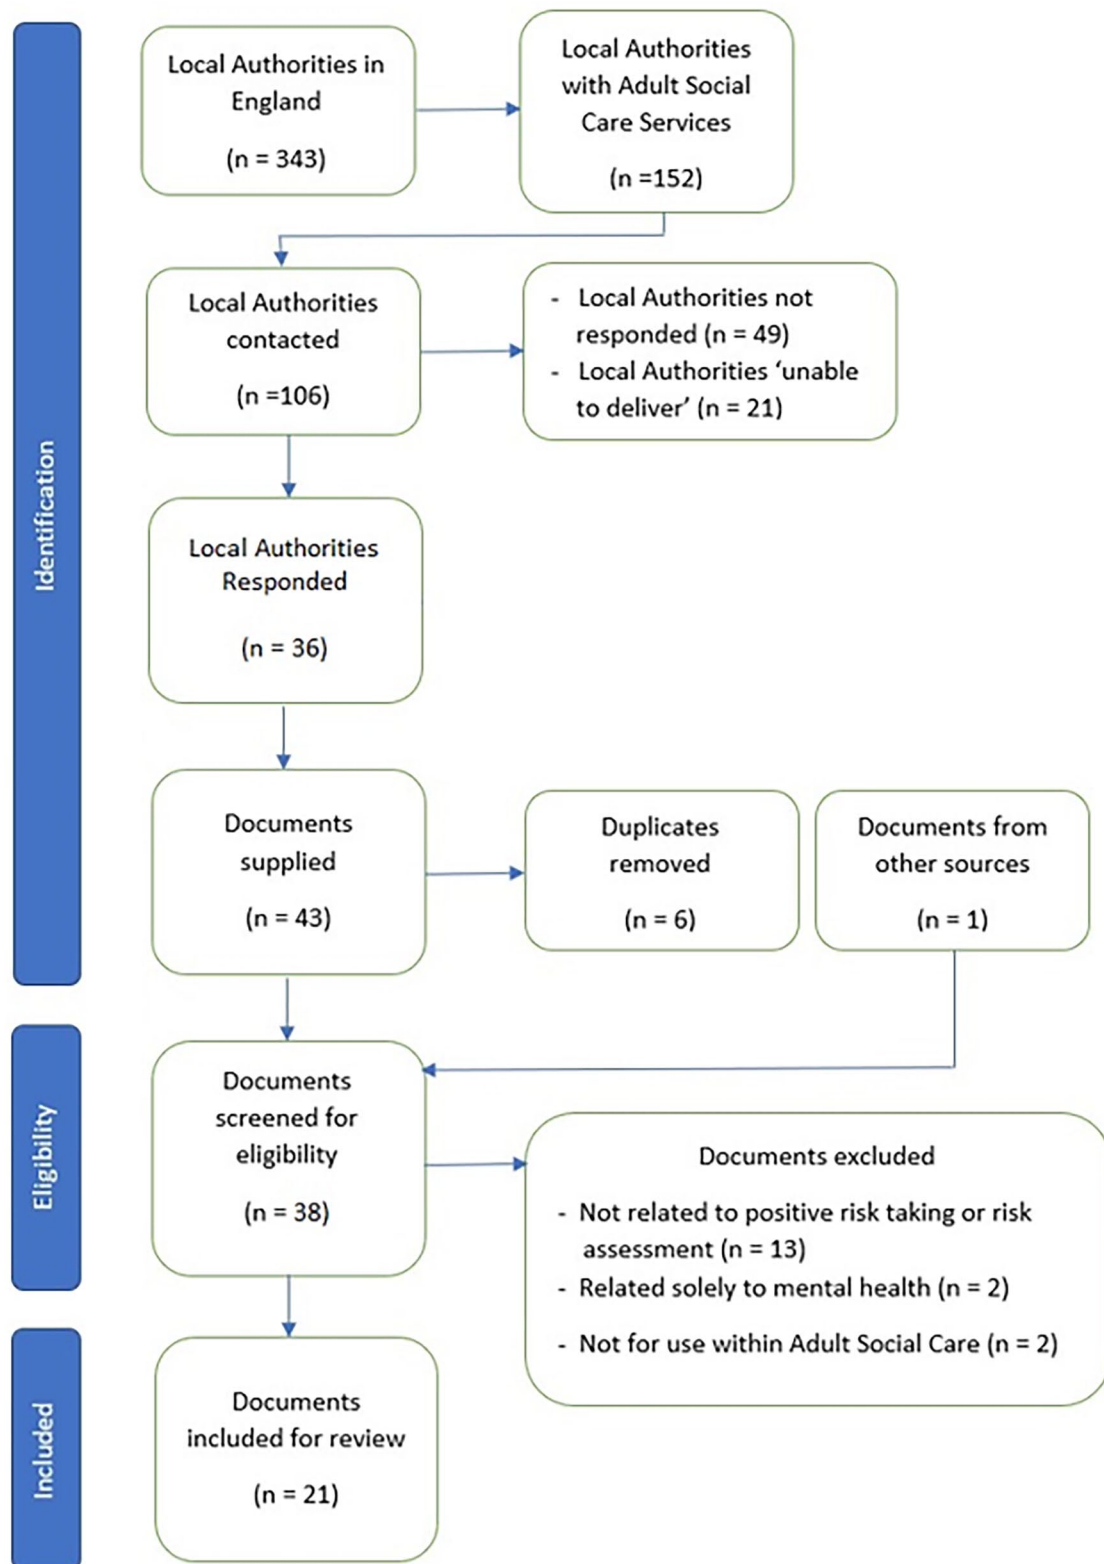 Identification
Local Authorities in
England
(n = 343)
Local Authorities
with Adult Social
Care Services
(n =152)
Local Authorities
contacted
(n =106)
- Local Authorities not
responded (n = 49)
- Local Authorities ‘unable
to deliver’ (n = 21)
Local Authorities
Responded
(n = 36)
Documents
supplied
(n = 43)
Duplicates
removed
(n = 6)
Documents from
other sources
(n = 1)
Eligibility
Documents
screened for
eligibility
(n = 38)
Documents excluded
- Not related to positive risk taking or risk
assessment (n = 13)
- Related solely to mental health (n = 2)
- Not for use within Adult Social Care (n = 2)
Included
Documents
included for review
(n = 21)